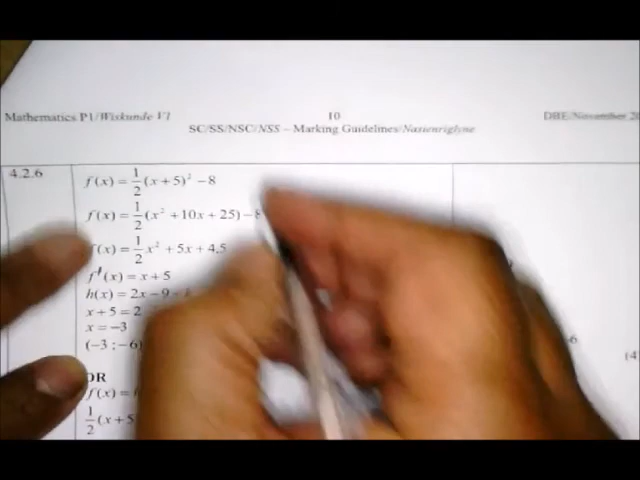 Mathematics P1/Wiskunde V1 10 DBE/November 20
SC/SS/NSC/NSS – Marking Guidelines/Nasienriglyne
4.2.6
f(x) = 1/2(x+5)² − 8
f(x) = 1/2(x² + 10x + 25) − 8
f(x) = 1/2x² + 5x + 4,5
f'(x) = x + 5
h(x) = 2x − 9 −
x + 5 = 2
x = −3
(−3 ; −6)
OR
f(x) =
1/2(x + 5)
(4